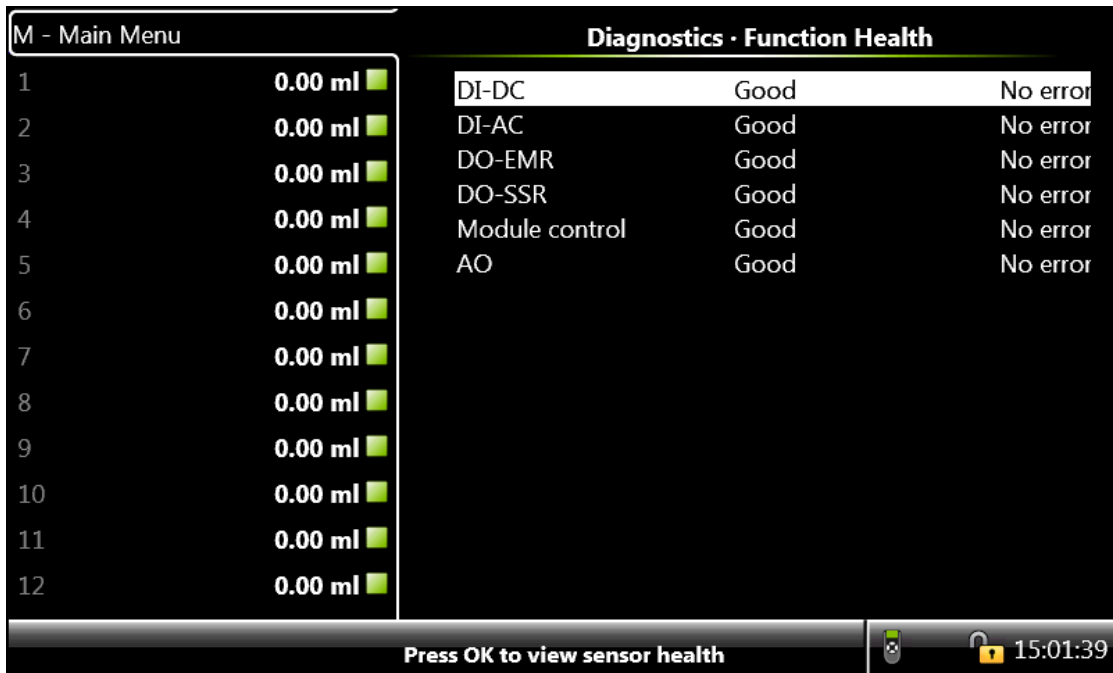 M - Main Menu
Diagnostics · Function Health
1 0.00 ml
2 0.00 ml
3 0.00 ml
4 0.00 ml
5 0.00 ml
6 0.00 ml
7 0.00 ml
8 0.00 ml
9 0.00 ml
10 0.00 ml
11 0.00 ml
12 0.00 ml
DI-DC Good No error
DI-AC Good No error
DO-EMR Good No error
DO-SSR Good No error
Module control Good No error
AO Good No error
Press OK to view sensor health
15:01:39